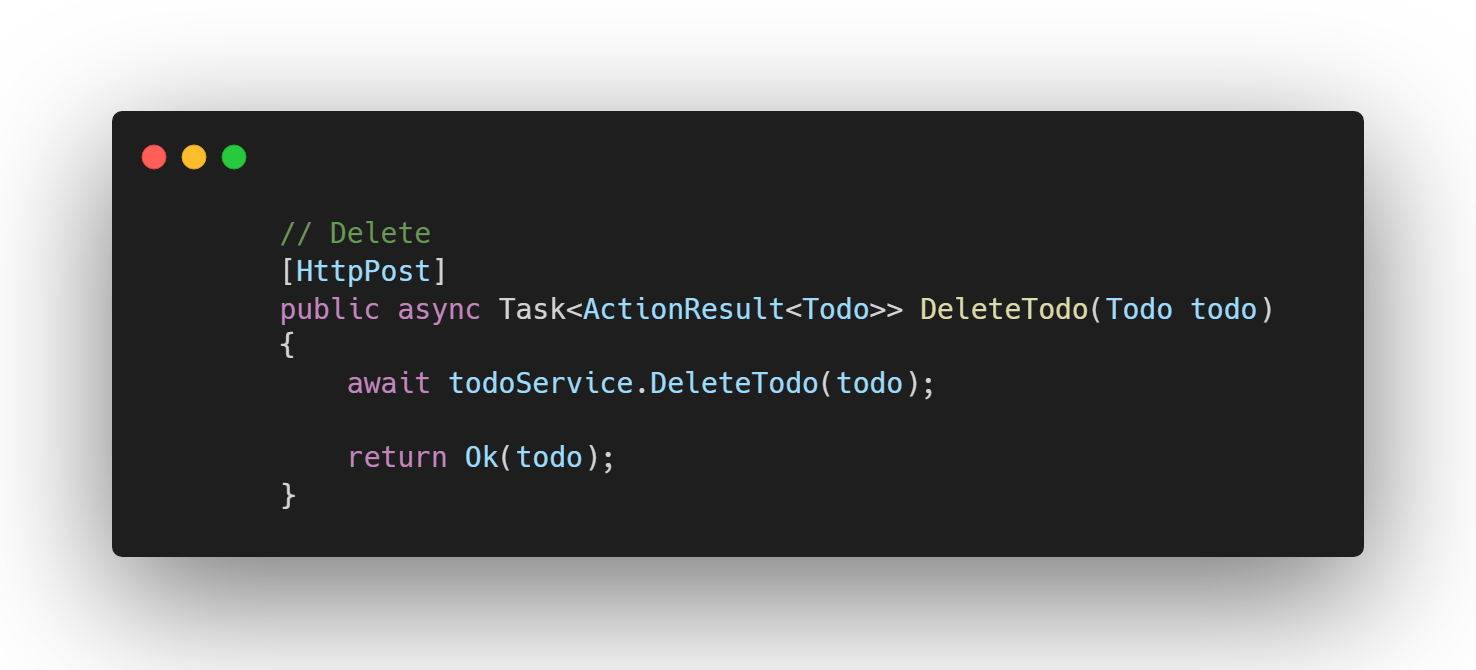 // Delete
[HttpPost]
public async Task<ActionResult<Todo>> DeleteTodo(Todo todo)
{
    await todoService.DeleteTodo(todo);
    return Ok(todo);
}